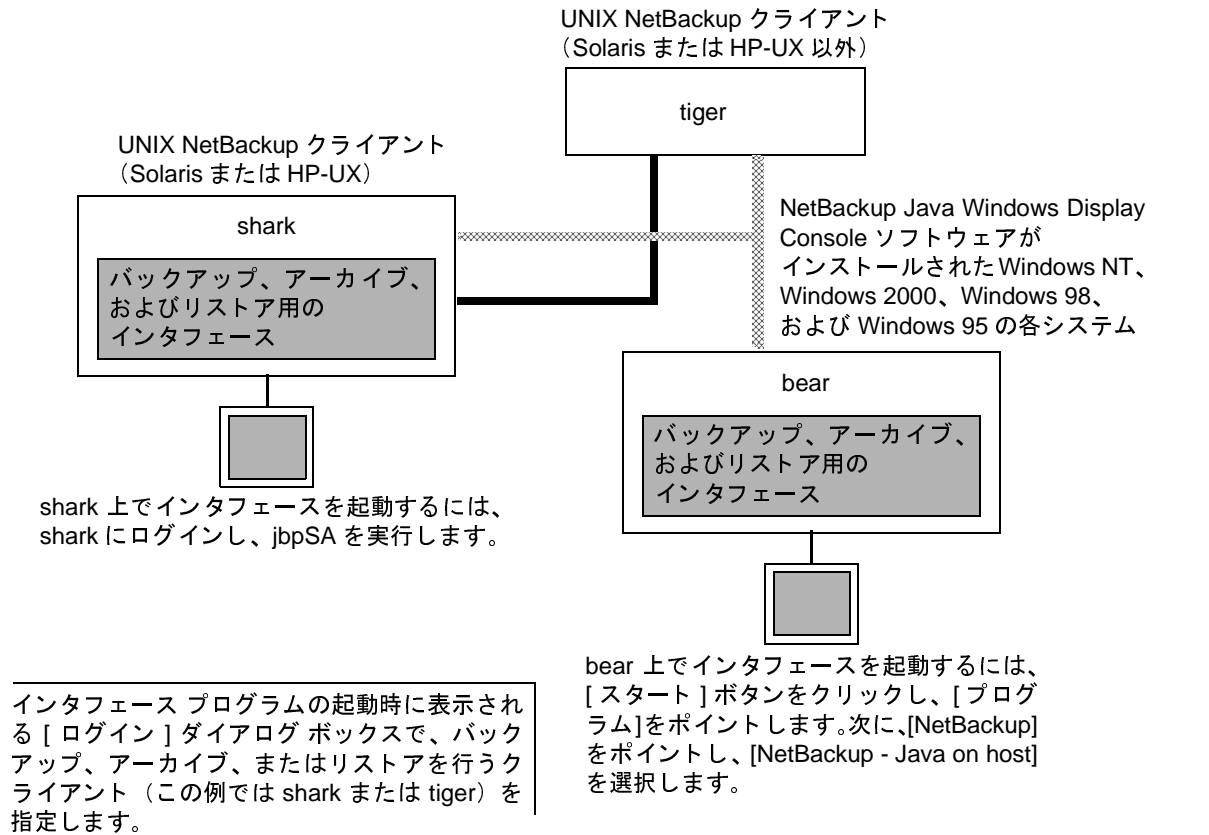 UNIX NetBackup クライアント
（Solaris または HP-UX 以外）
tiger
UNIX NetBackup クライアント
（Solaris または HP-UX）
shark
バックアップ、アーカイブ、
およびリストア用の
インタフェース
NetBackup Java Windows Display
Console ソフトウェアが
インストールされた Windows NT、
Windows 2000、Windows 98、
および Windows 95 の各システム
bear
バックアップ、アーカイブ、
およびリストア用の
インタフェース
shark 上でインタフェースを起動するには、
shark にログインし、jbpSA を実行します。
bear 上でインタフェースを起動するには、
[ スタート ] ボタンをクリックし、[ プログ
ラム]をポイントします。次に、[NetBackup]
をポイントし、[NetBackup - Java on host]
を選択します。
インタフェース プログラムの起動時に表示され
る [ ログイン ] ダイアログ ボックスで、バック
アップ、アーカイブ、またはリストアを行うク
ライアント（この例では shark または tiger）を
指定します。